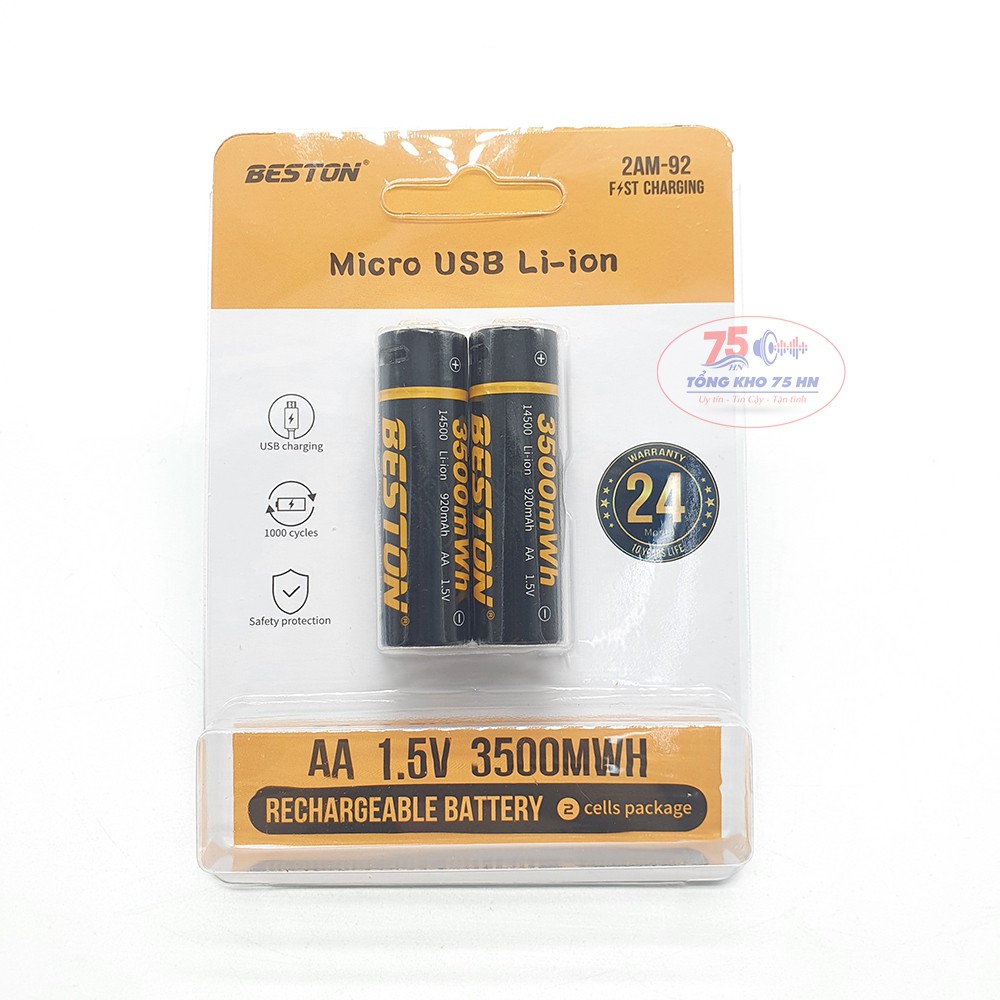 BESTON®
2AM-92
FAST CHARGING
Micro USB Li-ion
75
HN
TỔNG KHO 75 HN
Uy tín - Tin Cậy - Tận tình
USB charging
1000 cycles
Safety protection
3500mWh
14500 Li-ion 920mAh AA 1.5V
BESTON®
3500mWh
14500 Li-ion 920mAh AA 1.5V
BESTON®
WARRANTY
24
10 YEARS LIFE
AA 1.5V 3500MWH
RECHARGEABLE BATTERY 2 cells package